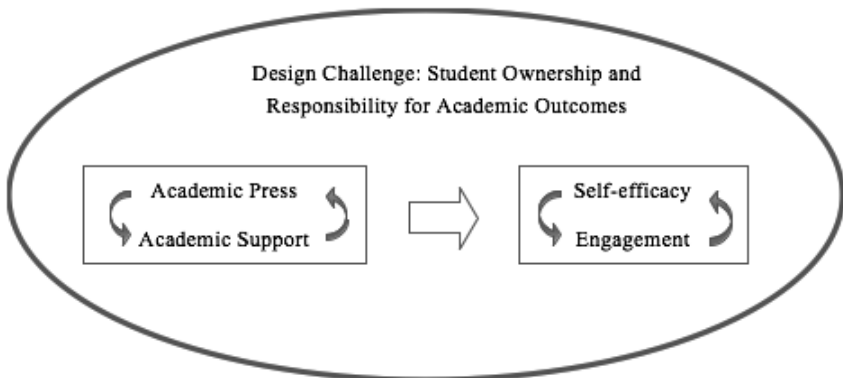 Design Challenge: Student Ownership and
Responsibility for Academic Outcomes
Academic Press
Academic Support
Self-efficacy
Engagement